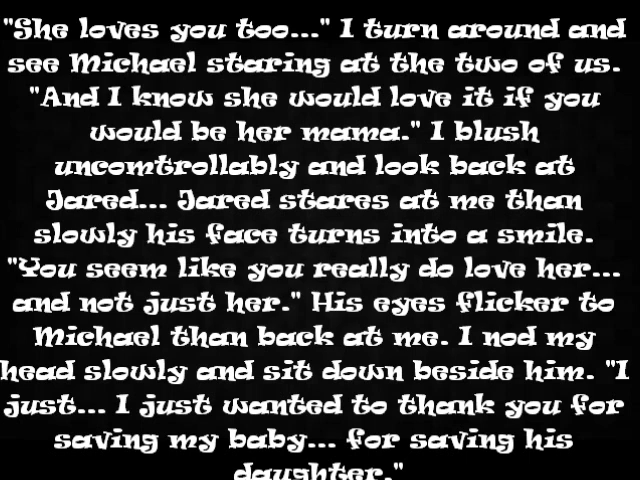 "She loves you too..." I turn around and
see Michael staring at the two of us.
"And I know she would love it if you
would be her mama." I blush
uncomtrollably and look back at
Jared... Jared stares at me than
slowly his face turns into a smile.
"You seem like you really do love her...
and not just her." His eyes flicker to
Michael than back at me. I nod my
head slowly and sit down beside him. "I
just... I just wanted to thank you for
saving my baby... for saving his
daughter."